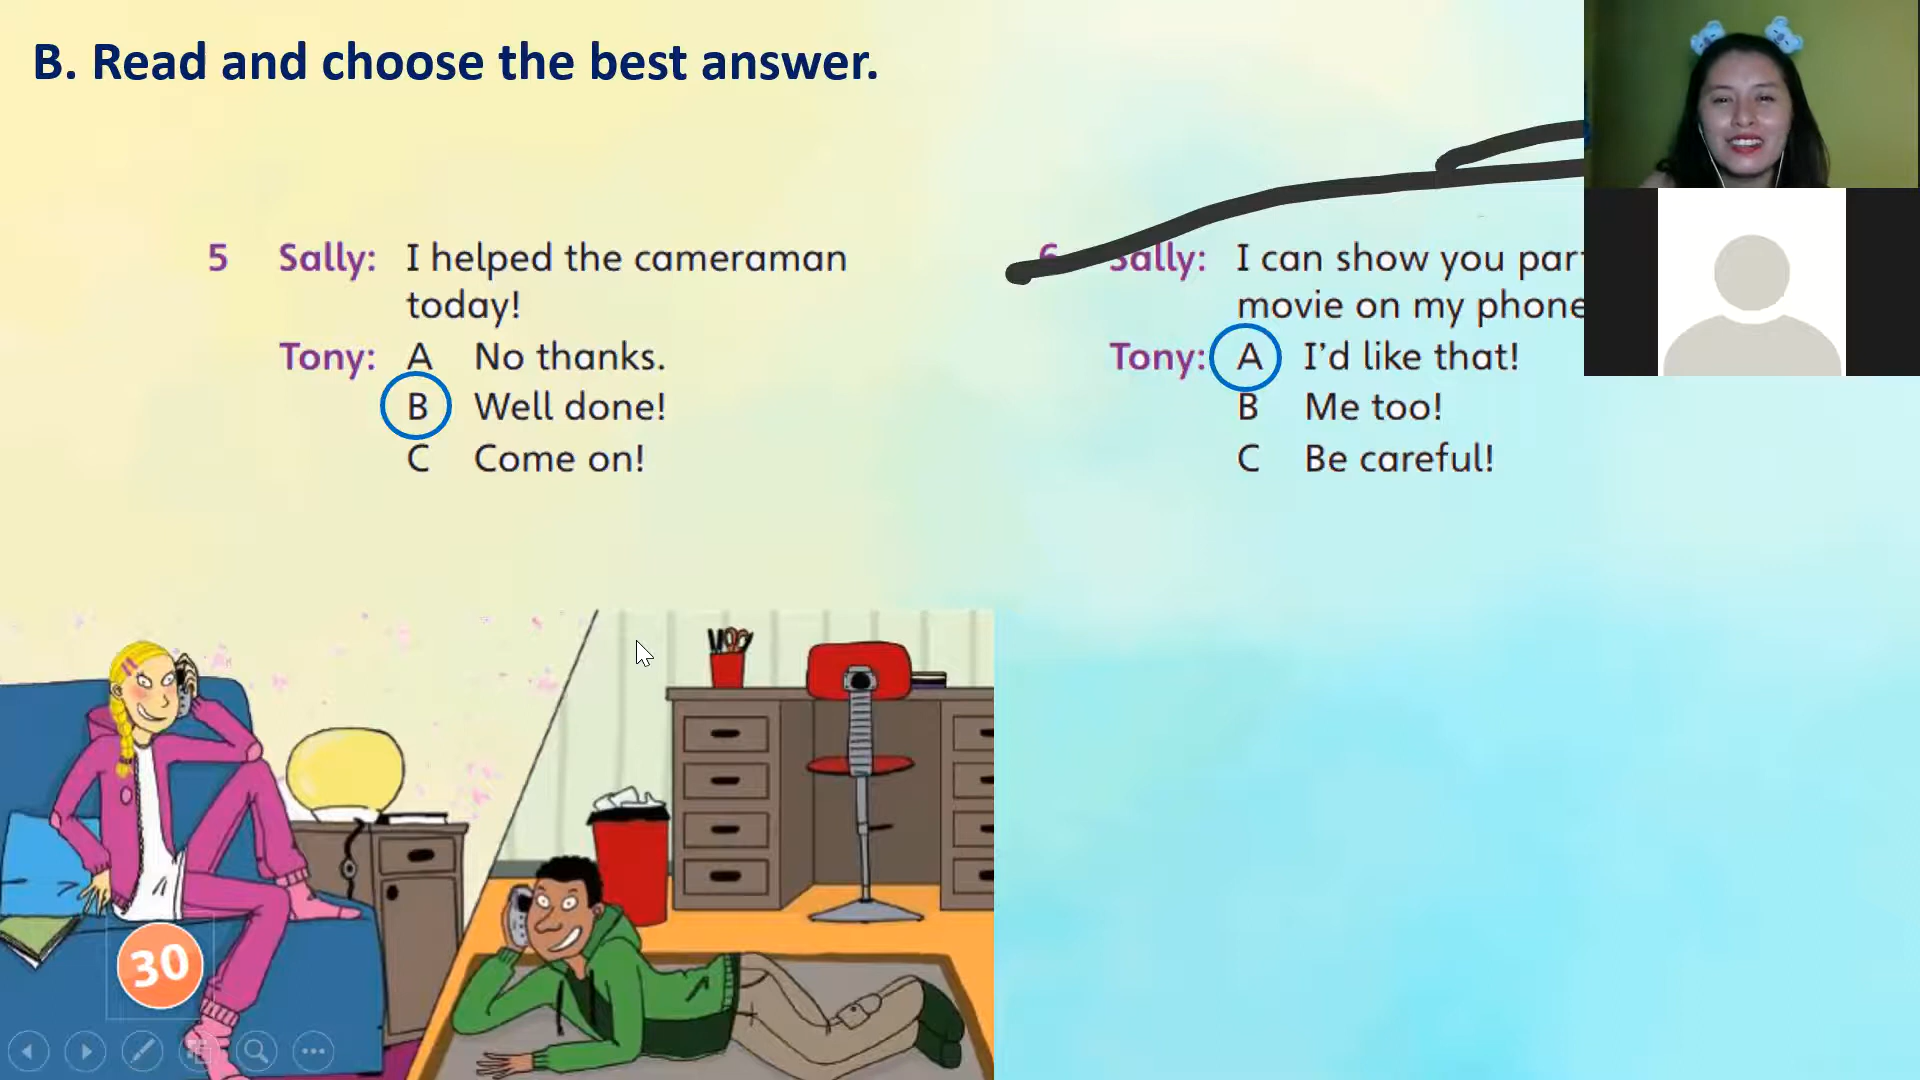 B. Read and choose the best answer.
5 Sally: I helped the cameraman
today!
Tony: A No thanks.
B Well done!
C Come on!
6 Sally: I can show you
movie on my phone
Tony: A I'd like that!
B Me too!
C Be careful!
30